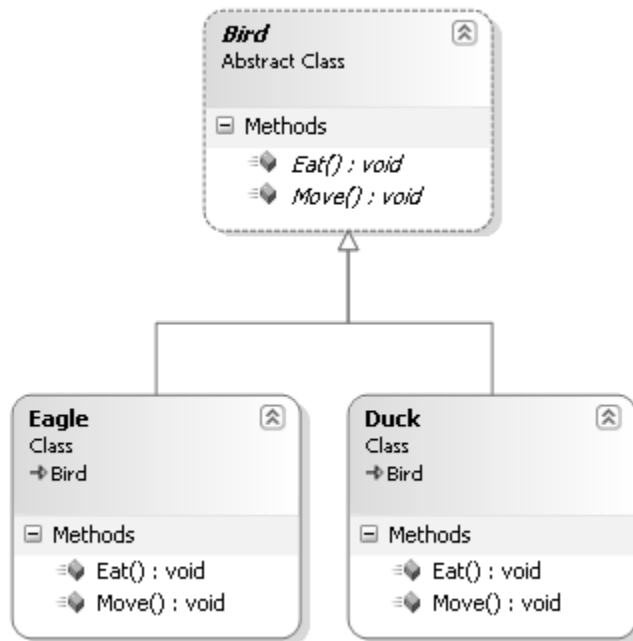 Bird
Abstract Class
Methods
Eat() : void
Move() : void
Eagle
Class
Bird
Methods
Eat() : void
Move() : void
Duck
Class
Bird
Methods
Eat() : void
Move() : void